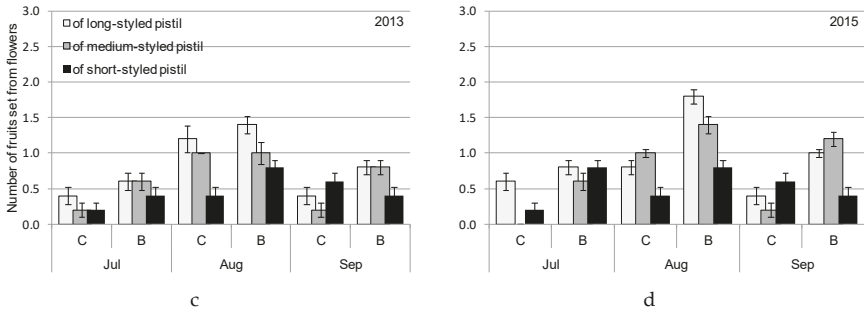 Number of fruits set from flowers
2013
3.0
2.5
2.0
1.5
1.0
0.5
0.0
of long-styled pistil
of medium-styled pistil
of short-styled pistil
C B C B C B
Jul Aug Sep
c
2015
3.0
2.5
2.0
1.5
1.0
0.5
0.0
C B C B C B
Jul Aug Sep
d